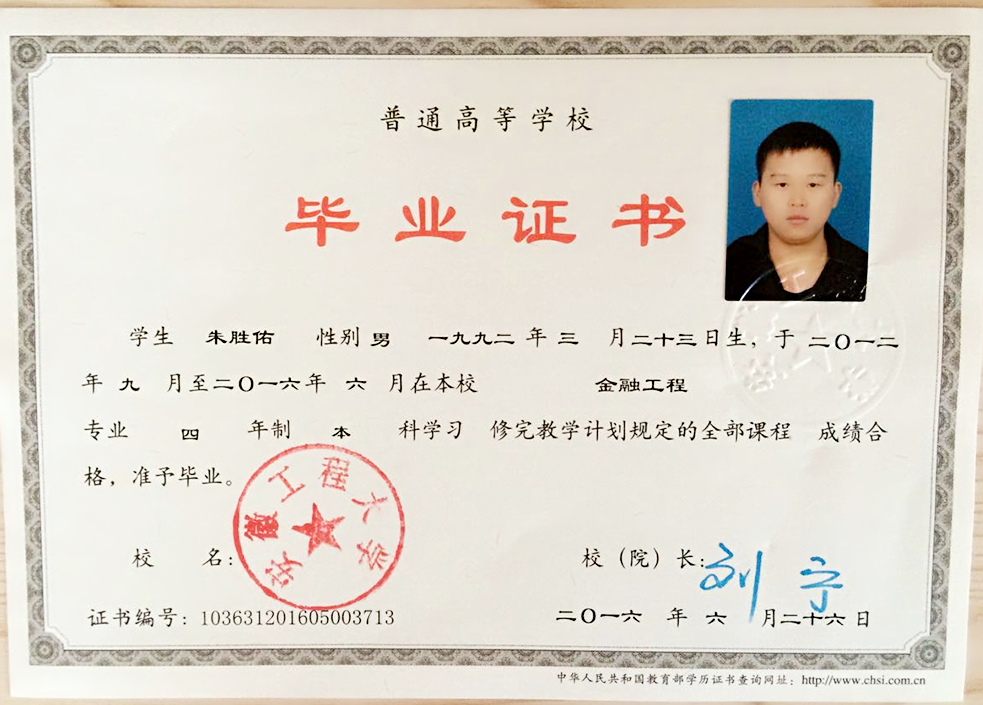 普通高等学校
毕业证书
学生 朱胜佑 性别 男 一九九二 年 三 月 二十三 日生，于 二〇一二
年 九 月至 二〇一六 年 六 月在本校 金融工程
专业 四 年制 本 科学习 修完教学计划规定的全部课程 成绩合
格，准予毕业。
安徽工程大学
校 名：
校（院）长：刘宁
证书编号：103631201605003713
二〇一六 年 六 月二十六 日
中华人民共和国教育部学历证书查询网址：http://www.chsi.com.cn